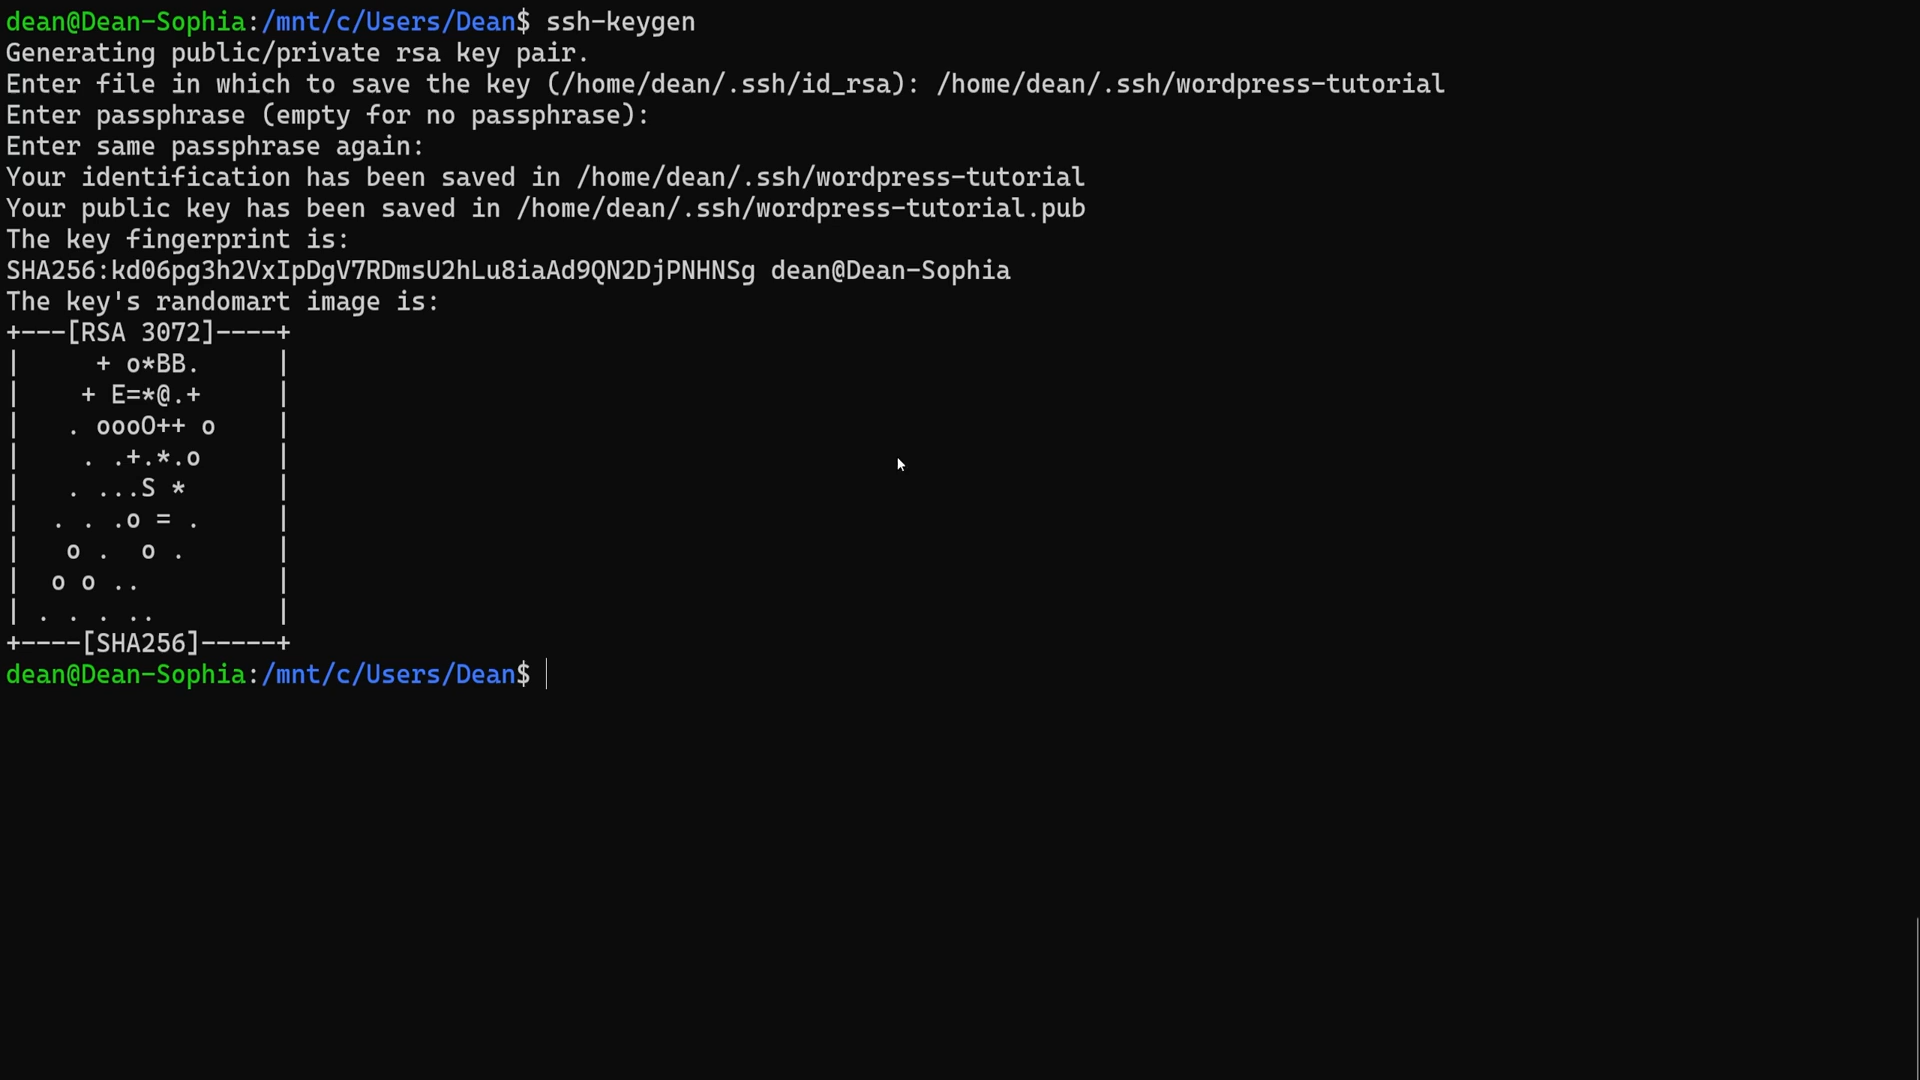 dean@Dean-Sophia:/mnt/c/Users/Dean$ ssh-keygen
Generating public/private rsa key pair.
Enter file in which to save the key (/home/dean/.ssh/id_rsa): /home/dean/.ssh/wordpress-tutorial
Enter passphrase (empty for no passphrase):
Enter same passphrase again:
Your identification has been saved in /home/dean/.ssh/wordpress-tutorial
Your public key has been saved in /home/dean/.ssh/wordpress-tutorial.pub
The key fingerprint is:
SHA256:kd06pg3h2VxIpDgV7RDmsU2hLu8iaAd9QN2DjPNHNSg dean@Dean-Sophia
The key's randomart image is:
+---[RSA 3072]----+
|     + o*BB.     |
|    + E=*@.+     |
|   . oooO++ o    |
|    . .+.*.o     |
|   . ...S *      |
|  . . .o = .     |
|   o .  o .      |
|  o o ..         |
| . . . ..        |
+----[SHA256]-----+
dean@Dean-Sophia:/mnt/c/Users/Dean$